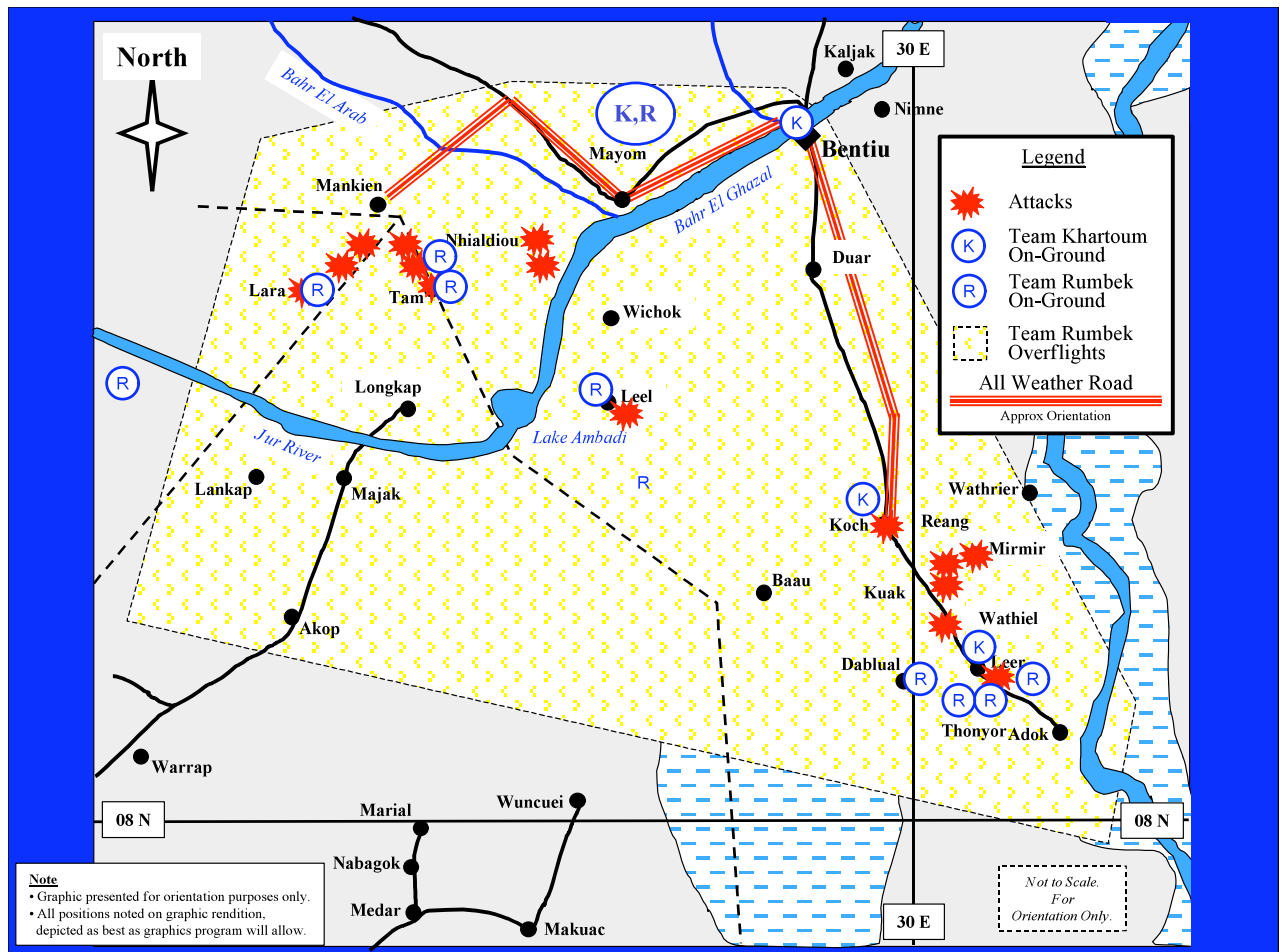 North
30 E
Kaljak
Bahr El Arab
K,R
Nimne
K
Mayom
Bentiu
Legend
Attacks
K
Team Khartoum
On-Ground
R
Team Rumbek
On-Ground
Team Rumbek
Overflights
All Weather Road
Approx Orientation
Mankien
Bahr El Ghazal
Nhialdiou
R
Duar
Lara
R
Tam
R
Wichok
R
Longkap
R
Leel
Lake Ambadi
Jur River
R
Lankap
Majak
K
Wathrier
Koch
Reang
Mirmir
Baau
Kuak
Wathiel
Akop
K
Leer
Dablual
R
R
R
R
Thonyor
Adok
Warrap
Wuncuei
08 N
Marial
08 N
Nabagok
Medar
Makuac
30 E
Note
• Graphic presented for orientation purposes only.
• All positions noted on graphic rendition,
depicted as best as graphics program will allow.
Not to Scale.
For
Orientation Only.